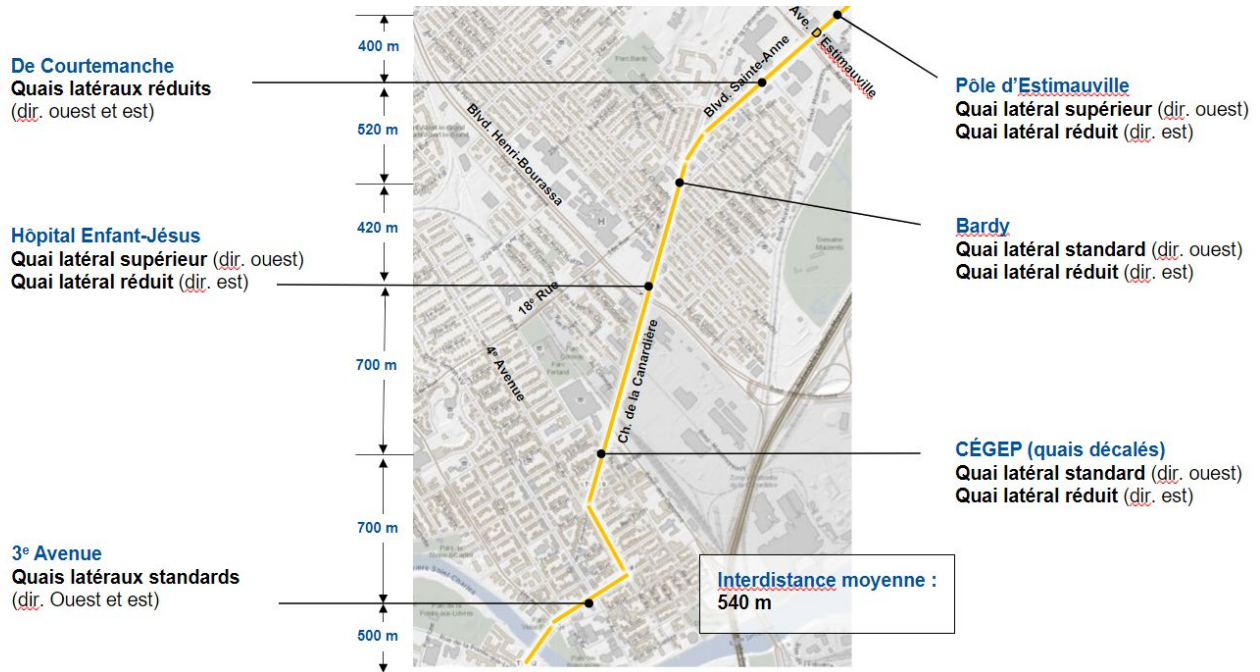 400 m
De Courtemanche
Quais latéraux réduits
(dir. ouest et est)
520 m
420 m
Hôpital Enfant-Jésus
Quai latéral supérieur (dir. ouest)
Quai latéral réduit (dir. est)
700 m
700 m
3e Avenue
Quais latéraux standards
(dir. Ouest et est)
500 m
Ave. D'Estimauville
Blvd. Sainte-Anne
Parc Bardy
Blvd. Henri-Bourassa
H
18e Rue
4e Avenue
Ch. de la Canardière
Domaine
Pôle d'Estimauville
Quai latéral supérieur (dir. ouest)
Quai latéral réduit (dir. est)
Bardy
Quai latéral standard (dir. ouest)
Quai latéral réduit (dir. est)
CÉGEP (quais décalés)
Quai latéral standard (dir. ouest)
Quai latéral réduit (dir. est)
Interdistance moyenne :
540 m